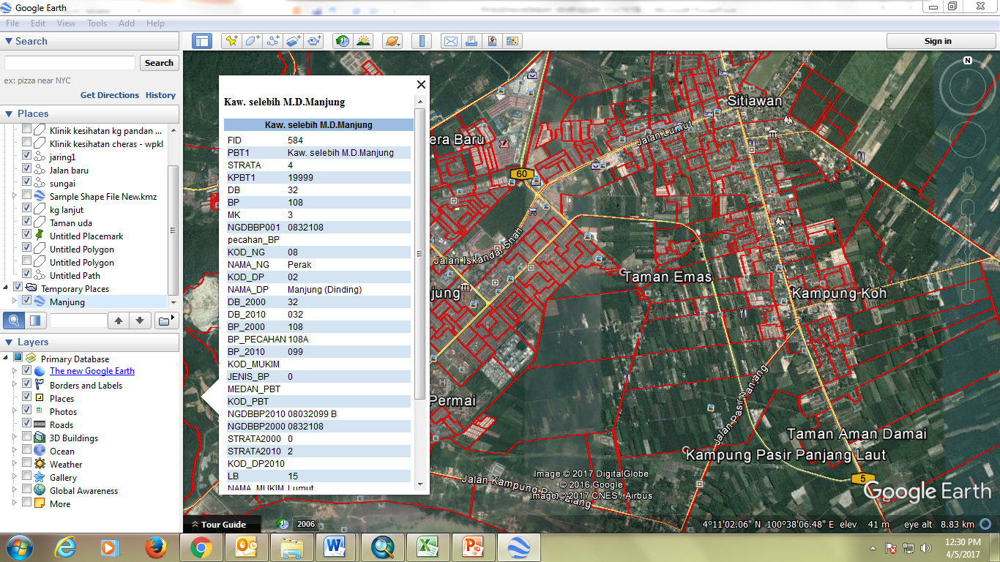 Google Earth
File Edit View Tools Add Help
Search
Search
ex: pizza near NYC
Get Directions History
Places
Klinik kesihatan kg pandan ...
Klinik kesihatan cheras - wpkl
jaring1
Jalan baru
sungai
Sample Shape File New.kmz
kg lanjut
Taman uda
Untitled Placemark
Untitled Polygon
Untitled Polygon
Untitled Path
Temporary Places
Manjung
Layers
Primary Database
The new Google Earth
Borders and Labels
Places
Photos
Roads
3D Buildings
Ocean
Weather
Gallery
Global Awareness
More
Sign in
Kaw. selebih M.D.Manjung
Kaw. selebih M.D.Manjung
FID 584
PBT1 Kaw. selebih M.D.Manjung
STRATA 4
KPBT1 19999
DB 32
BP 108
MK 3
NGDBBP001 0832108
pecahan_BP
KOD_NG 08
NAMA_NG Perak
KOD_DP 02
NAMA_DP Manjung (Dinding)
DB_2000 32
DB_2010 032
BP_2000 108
BP_PECAHAN 108A
BP_2010 099
KOD_MUKIM
JENIS_BP 0
MEDAN_PBT
KOD_PBT
NGDBBP2010 08032099 B
NGDBBP2000 0832108
STRATA2000 0
STRATA2010 2
KOD_DP2010
LB 15
NAMA_MUKIM Lumut
N
Sitiawan
era Baru
Jalan Lumut
60
Jalan Iskandar Shah
Taman Emas
jung
Kampung Koh
Permai
Jalan Pasir Panjang
Taman Aman Damai
Kampung Pasir Panjang Laut
5
Jalan Kampung
Image © 2017 DigitalGlobe
© 2016 Google
Image © 2017 CNES / Airbus
Google Earth
Tour Guide
2006
4°11'02.06" N 100°38'06.48" E elev 41 m eye alt 8.83 km
12:30 PM
4/5/2017